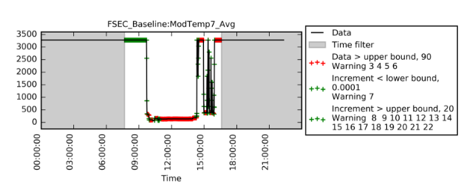 FSEC_Baseline:ModTemp7_Avg
3500
3000
2500
2000
1500
1000
500
0
00:00:00
03:00:00
06:00:00
09:00:00
12:00:00
15:00:00
18:00:00
21:00:00
Time
Data
Time filter
Data > upper bound, 90
Warning 3 4 5 6
Increment < lower bound,
0.0001
Warning 7
Increment > upper bound, 20
Warning 8 9 10 11 12 13 14
15 16 17 18 19 20 21 22